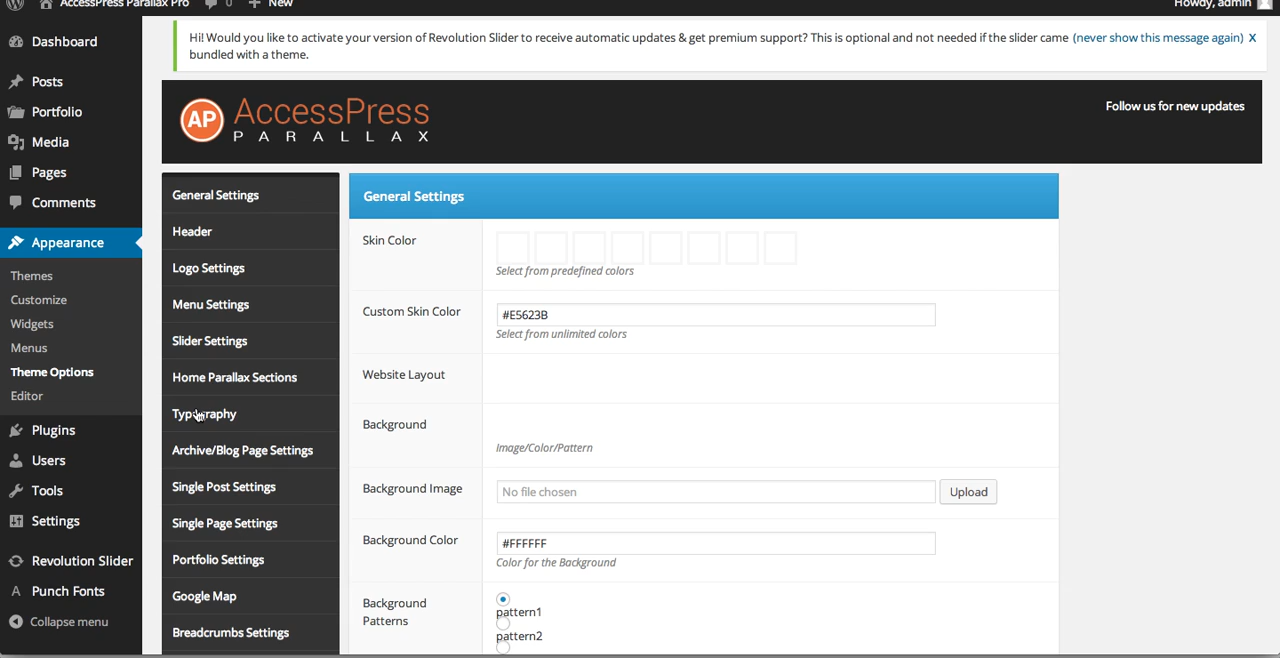 AccessPress Parallax Pro
0
New
Howdy, admin
Hi! Would you like to activate your version of Revolution Slider to receive automatic updates & get premium support? This is optional and not needed if the slider came (never show this message again) X
bundled with a theme.
AP AccessPress
PARALLAX
Follow us for new updates
Dashboard
Posts
Portfolio
Media
Pages
Comments
Appearance
Themes
Customize
Widgets
Menus
Theme Options
Editor
Plugins
Users
Tools
Settings
Revolution Slider
Punch Fonts
Collapse menu
General Settings
Header
Logo Settings
Menu Settings
Slider Settings
Home Parallax Sections
Typography
Archive/Blog Page Settings
Single Post Settings
Single Page Settings
Portfolio Settings
Google Map
Breadcrumbs Settings
General Settings
Skin Color
Select from predefined colors
Custom Skin Color
#E5623B
Select from unlimited colors
Website Layout
Background
Image/Color/Pattern
Background Image
No file chosen
Upload
Background Color
#FFFFFF
Color for the Background
Background
Patterns
pattern1
pattern2